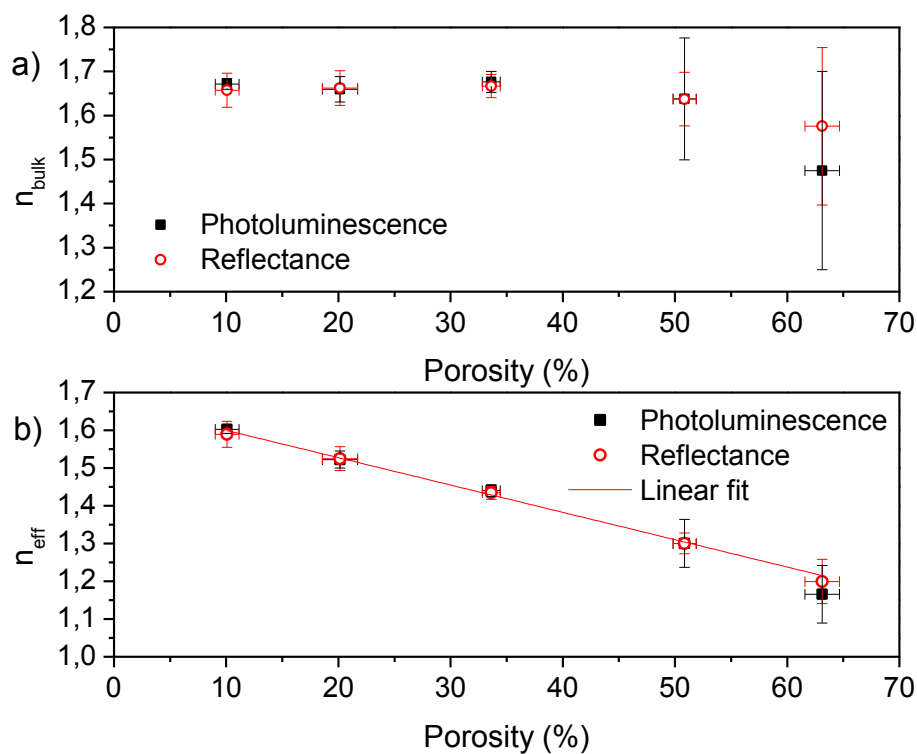 a)
1,8
1,7
1,6
1,5
1,4
1,3
1,2
n_bulk
Photoluminescence
Reflectance
0 10 20 30 40 50 60 70
Porosity (%)
b)
1,7
1,6
1,5
1,4
1,3
1,2
1,1
1,0
n_eff
Photoluminescence
Reflectance
Linear fit
0 10 20 30 40 50 60 70
Porosity (%)